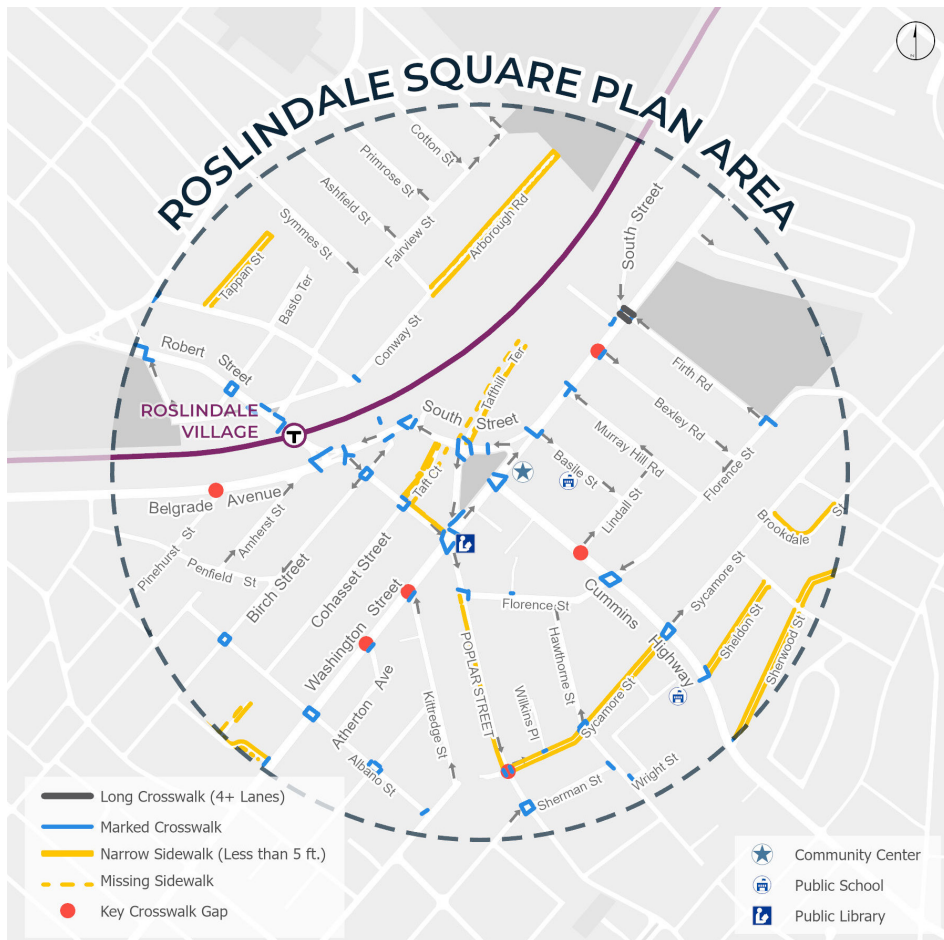 ROSLINDALE SQUARE PLAN AREA
N
Cotton St
Primrose St
Ashfield St
Symmes St
Fairview St
Arborough Rd
South Street
Tappan St
Basto Ter
Conway St
Robert Street
Tafthill Ter
Firth Rd
ROSLINDALE
VILLAGE
T
South Street
Bexley Rd
Murray Hill Rd
Basile St
Florence St
Taft Ct
Lindall St
Belgrade Avenue
Brookdale St
Pinehurst St
Amherst St
Penfield St
Birch Street
Cohasset Street
Washington Street
Florence St
Cummins Highway
Sycamore St
Sheldon St
Sherwood St
POPLAR STREET
Hawthorne St
Wilkins Pl
Sycamore St
Atherton Ave
Kittredge St
Albano St
Wright St
Sherman St
Long Crosswalk (4+ Lanes)
Marked Crosswalk
Narrow Sidewalk (Less than 5 ft.)
Missing Sidewalk
Key Crosswalk Gap
Community Center
Public School
Public Library